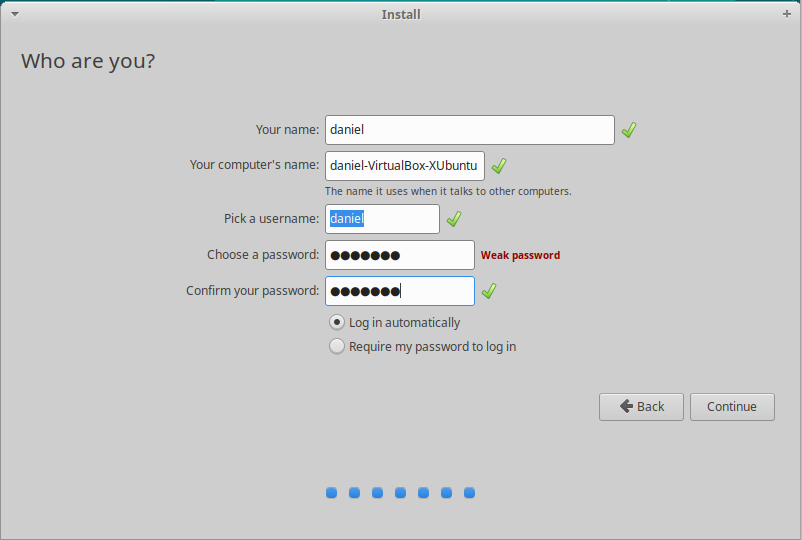 Install
Who are you?
Your name: daniel
Your computer's name: daniel-VirtualBox-XUbuntu
The name it uses when it talks to other computers.
Pick a username: daniel
Choose a password: ●●●●●●● Weak password
Confirm your password: ●●●●●●●
Log in automatically
Require my password to log in
Back Continue